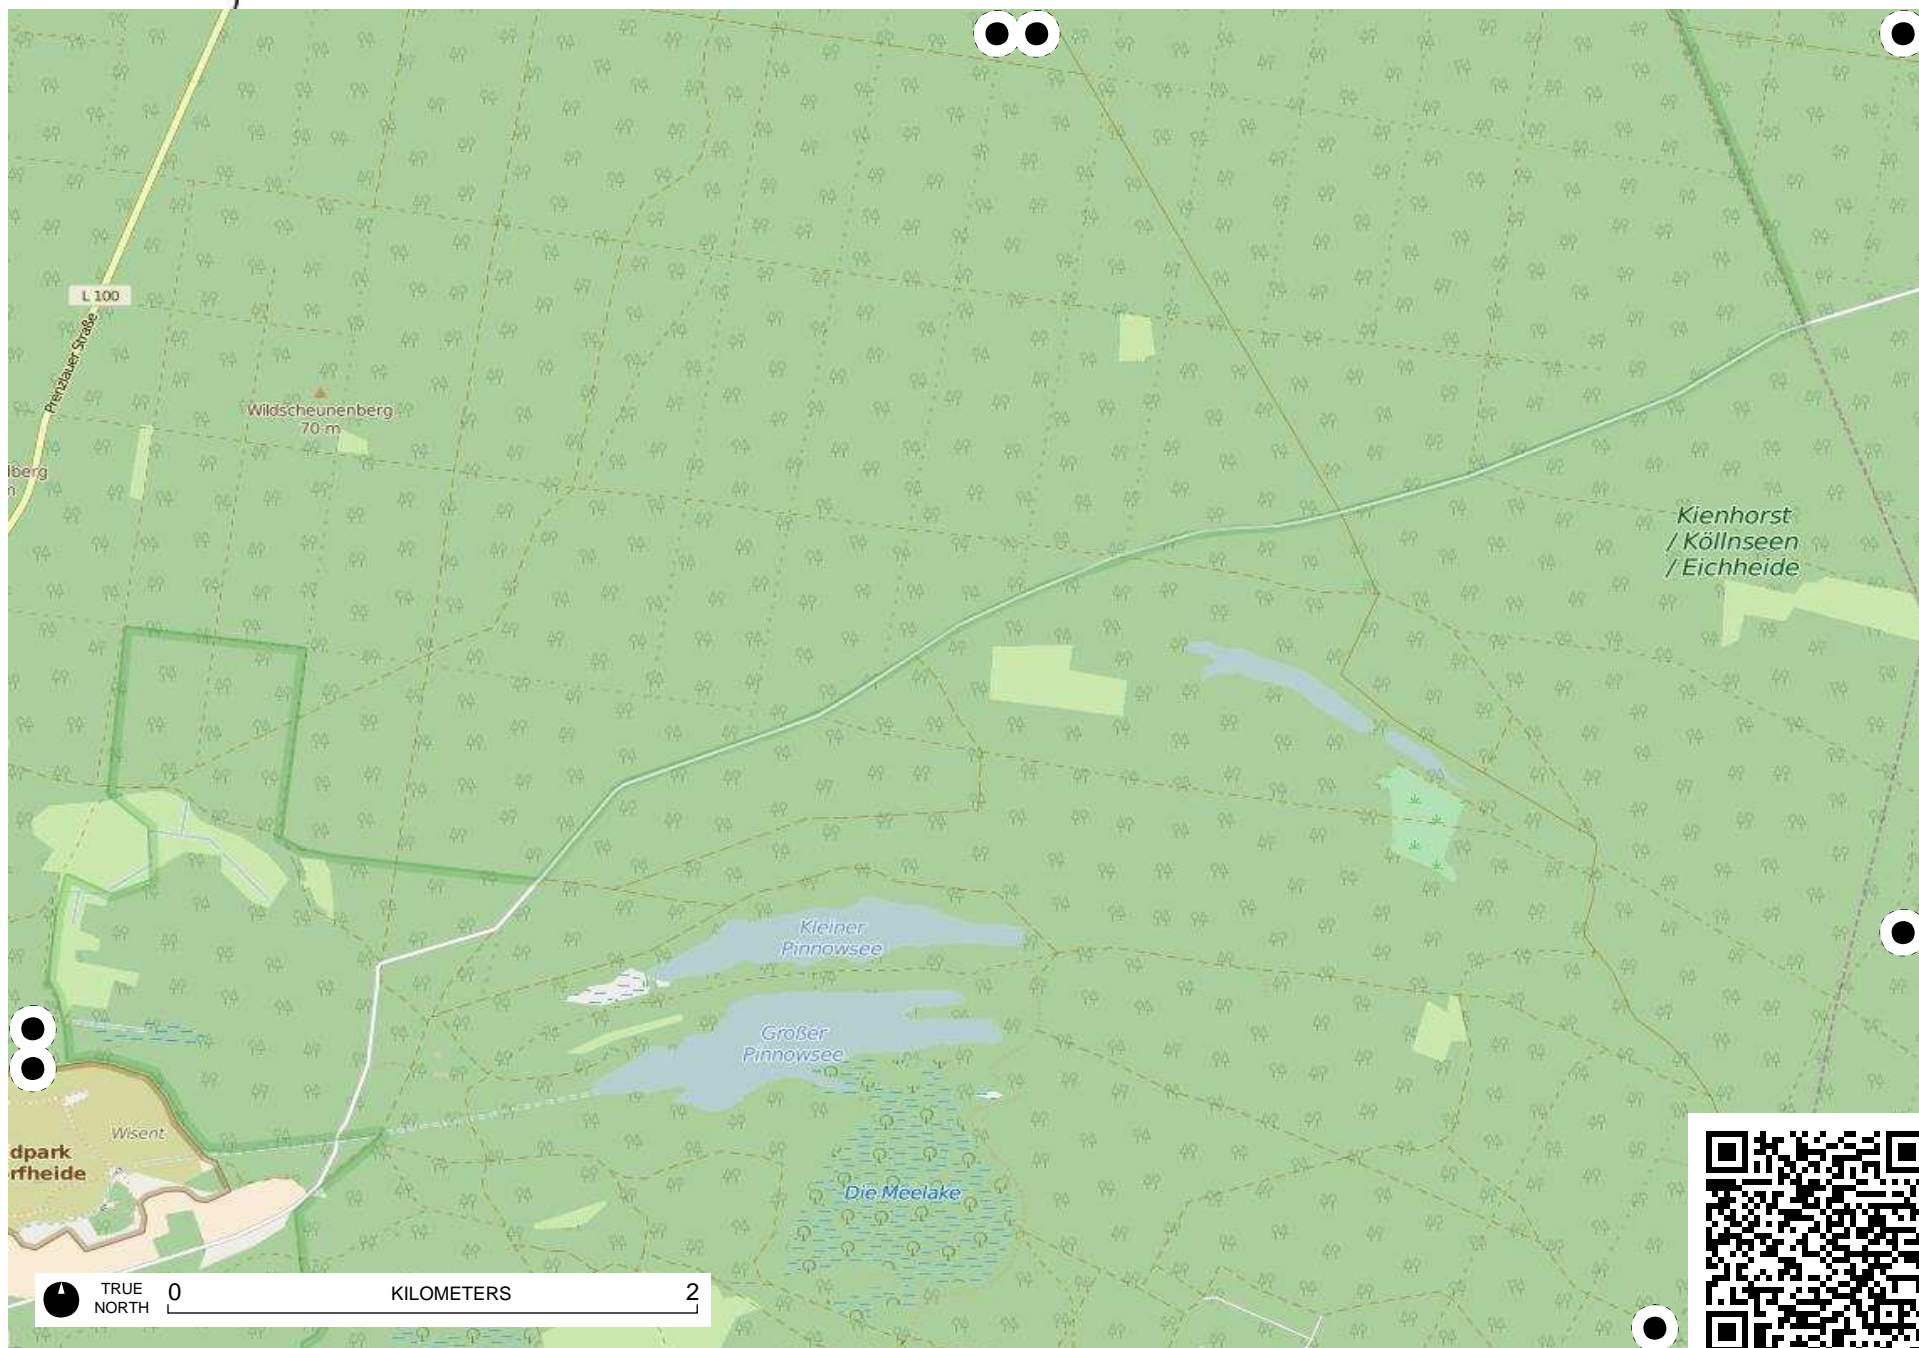 L 100
Prenzlauer Straße
Wildscheunenberg
70 m
lberg
Kienhorst
/ Köllnseen
/ Eichheide
Kleiner
Pinnowsee
Großer
Pinnowsee
Wisent
dpark
rfheide
Die Meelake
TRUE
NORTH
0
KILOMETERS
2